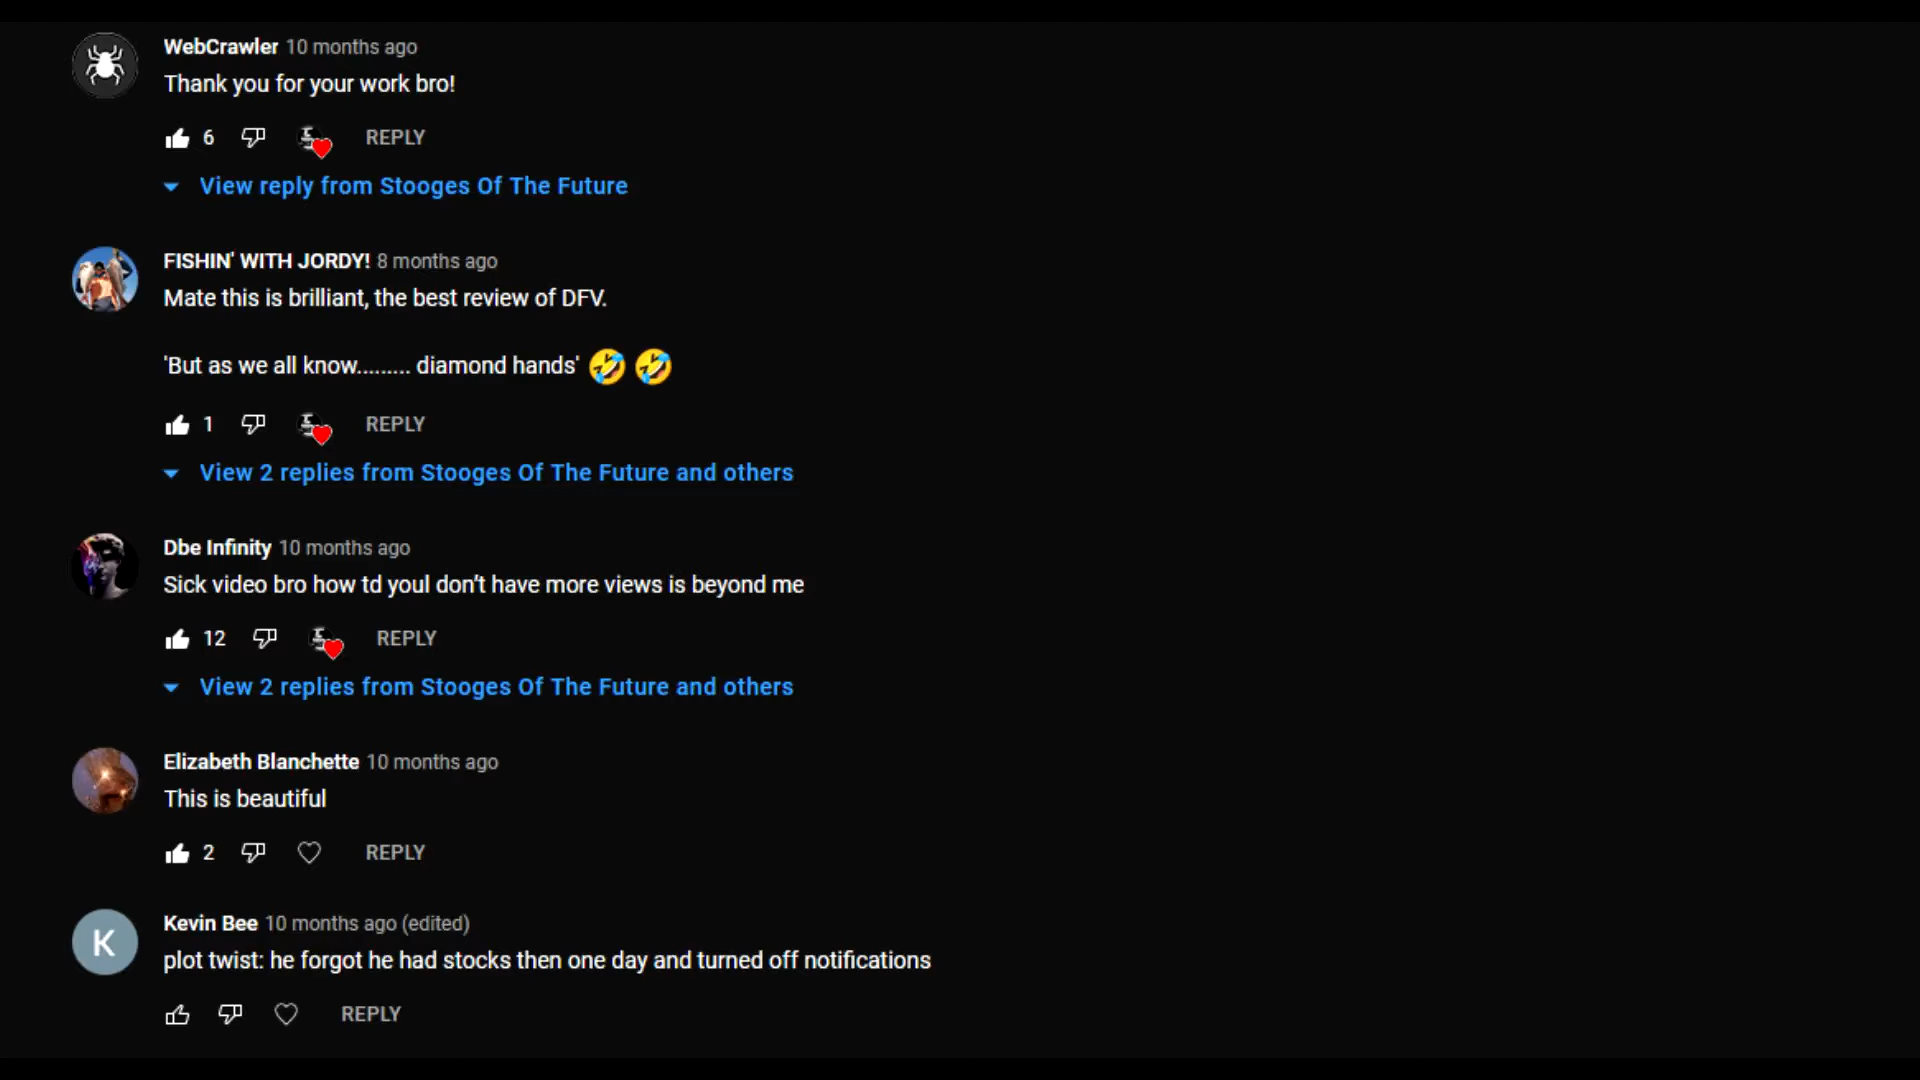 WebCrawler 10 months ago
Thank you for your work bro!
6 REPLY
View reply from Stooges Of The Future
FISHIN' WITH JORDY! 8 months ago
Mate this is brilliant, the best review of DFV.
'But as we all know......... diamond hands' 🤣 🤣
1 REPLY
View 2 replies from Stooges Of The Future and others
Dbe Infinity 10 months ago
Sick video bro how td youl don't have more views is beyond me
12 REPLY
View 2 replies from Stooges Of The Future and others
Elizabeth Blanchette 10 months ago
This is beautiful
2 REPLY
K
Kevin Bee 10 months ago (edited)
plot twist: he forgot he had stocks then one day and turned off notifications
REPLY